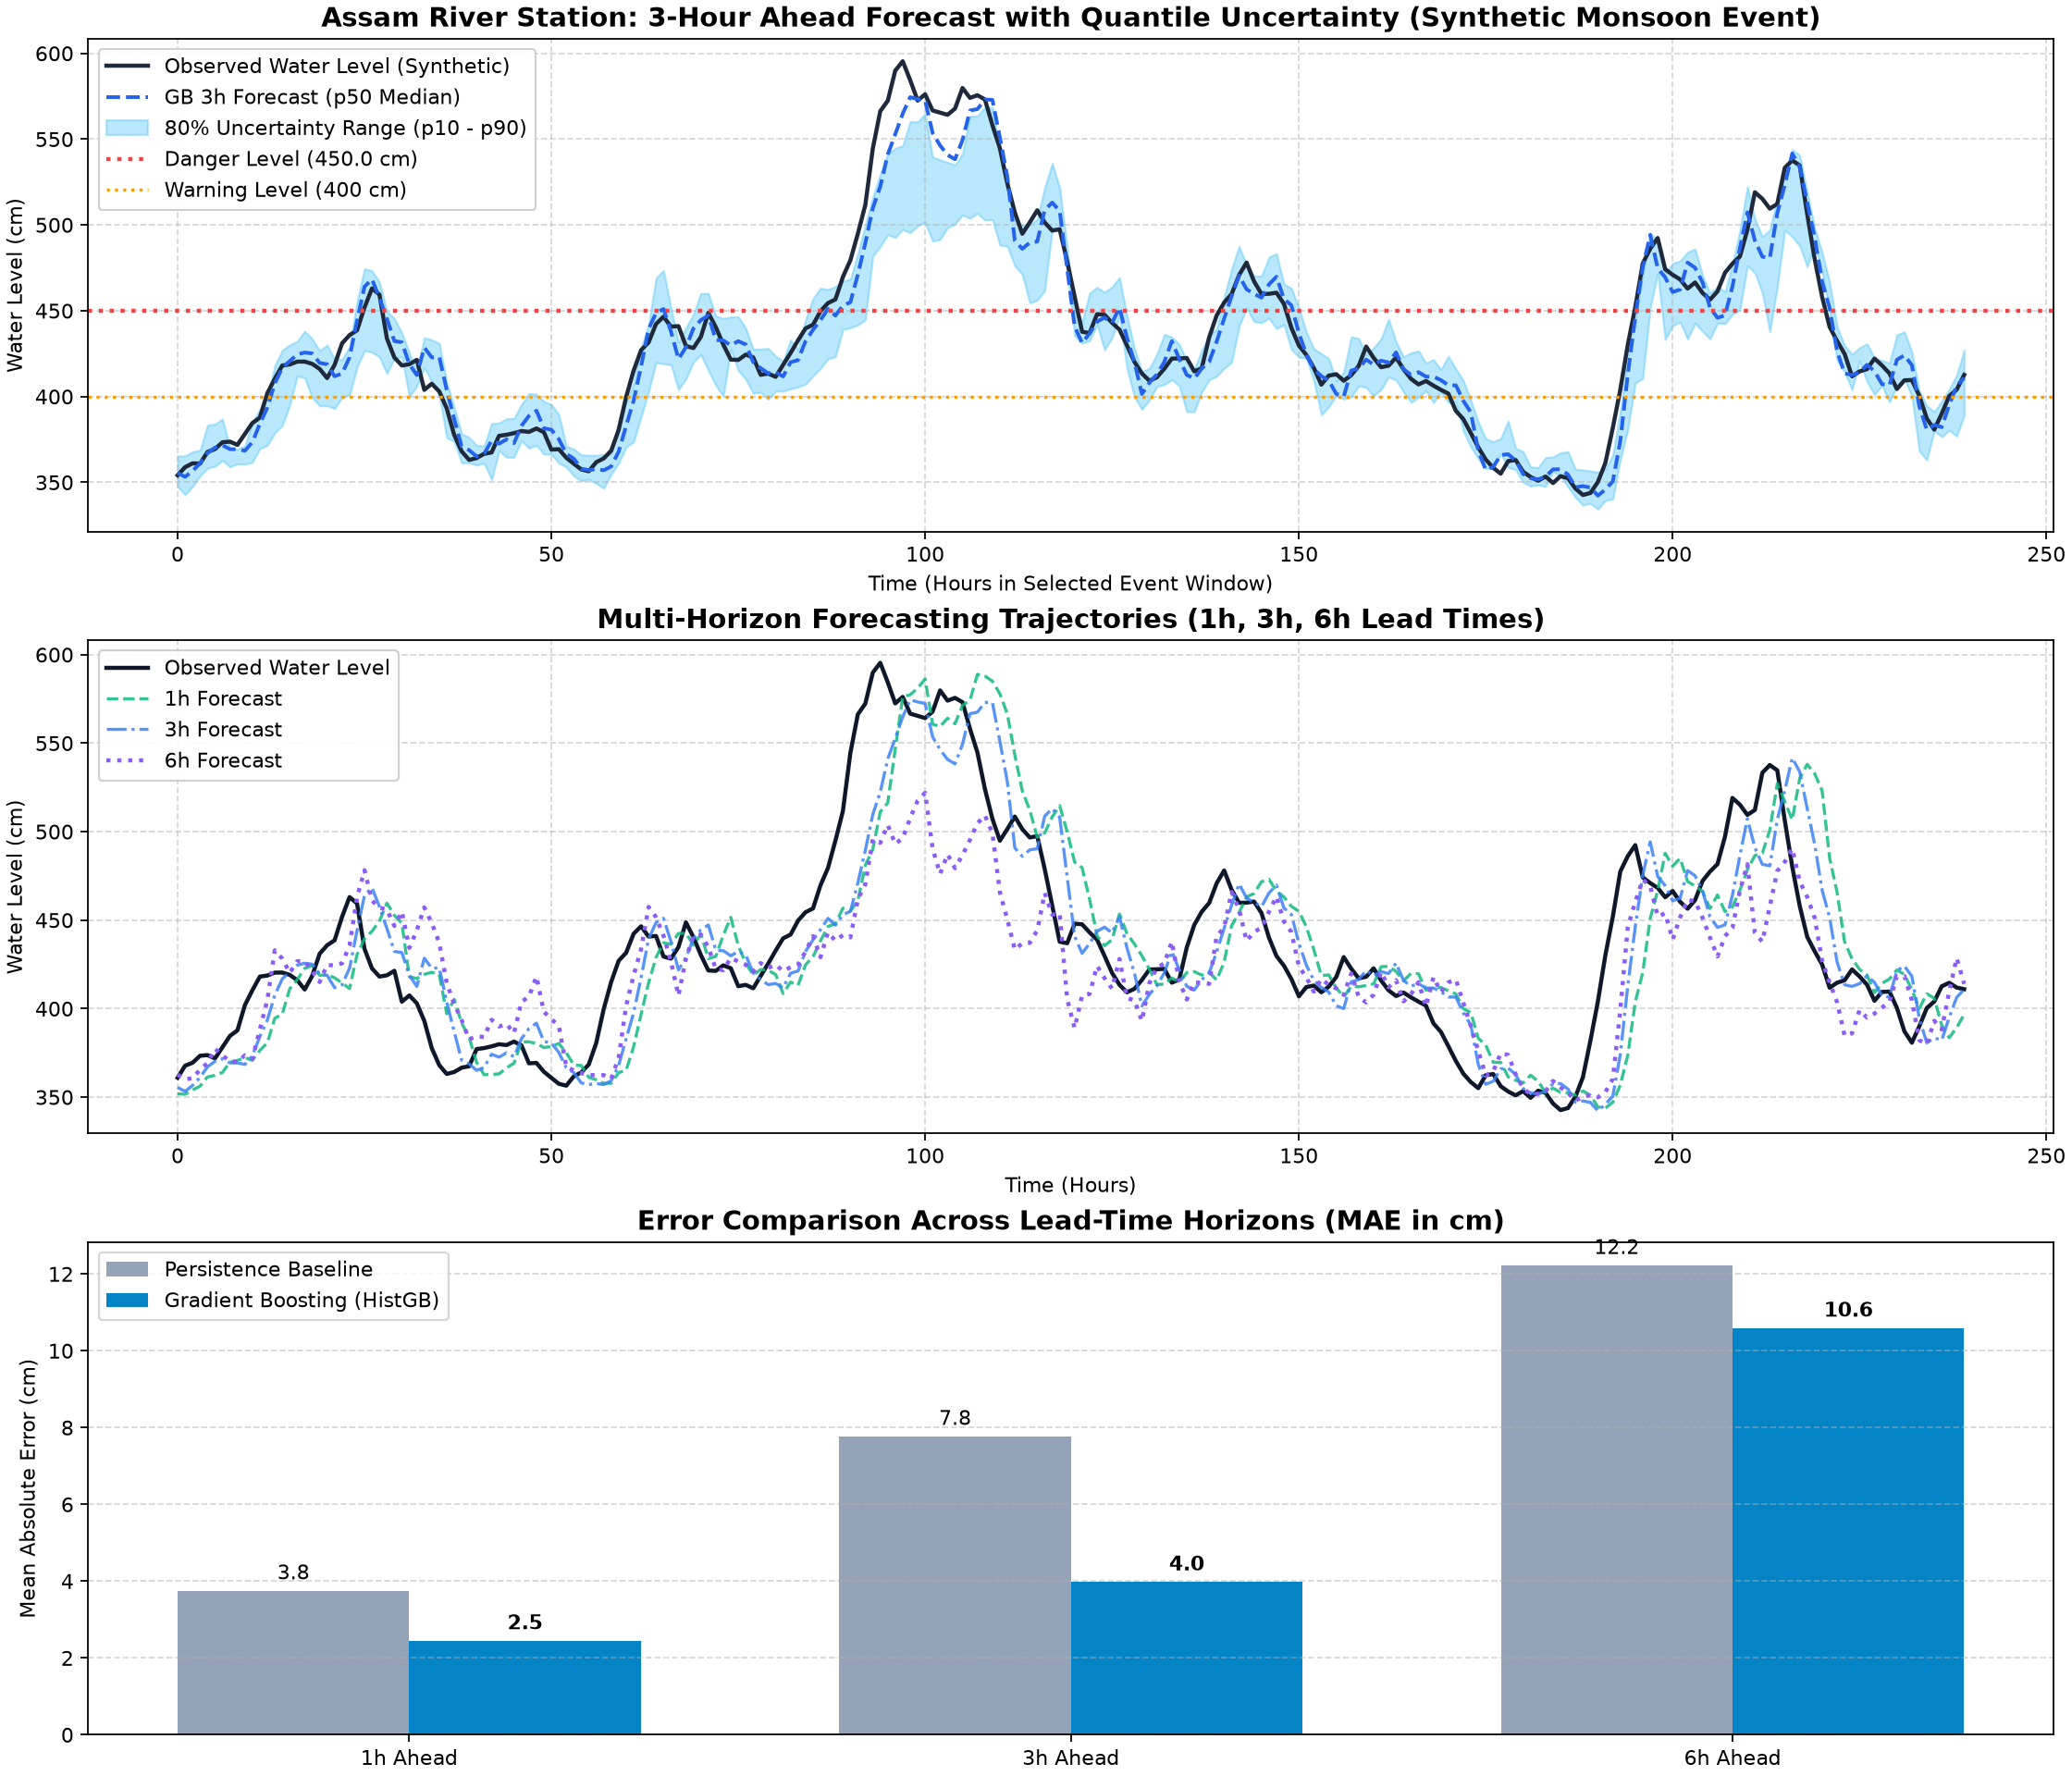 Assam River Station: 3-Hour Ahead Forecast with Quantile Uncertainty (Synthetic Monsoon Event)
Observed Water Level (Synthetic)
GB 3h Forecast (p50 Median)
80% Uncertainty Range (p10 - p90)
Danger Level (450.0 cm)
Warning Level (400 cm)
Water Level (cm)
600
550
500
450
400
350
0 50 100 150 200 250
Time (Hours in Selected Event Window)
Multi-Horizon Forecasting Trajectories (1h, 3h, 6h Lead Times)
Observed Water Level
1h Forecast
3h Forecast
6h Forecast
Water Level (cm)
600
550
500
450
400
350
0 50 100 150 200 250
Time (Hours)
Error Comparison Across Lead-Time Horizons (MAE in cm)
Persistence Baseline
Gradient Boosting (HistGB)
Mean Absolute Error (cm)
12
10
8
6
4
2
0
3.8
2.5
7.8
4.0
12.2
10.6
1h Ahead 3h Ahead 6h Ahead